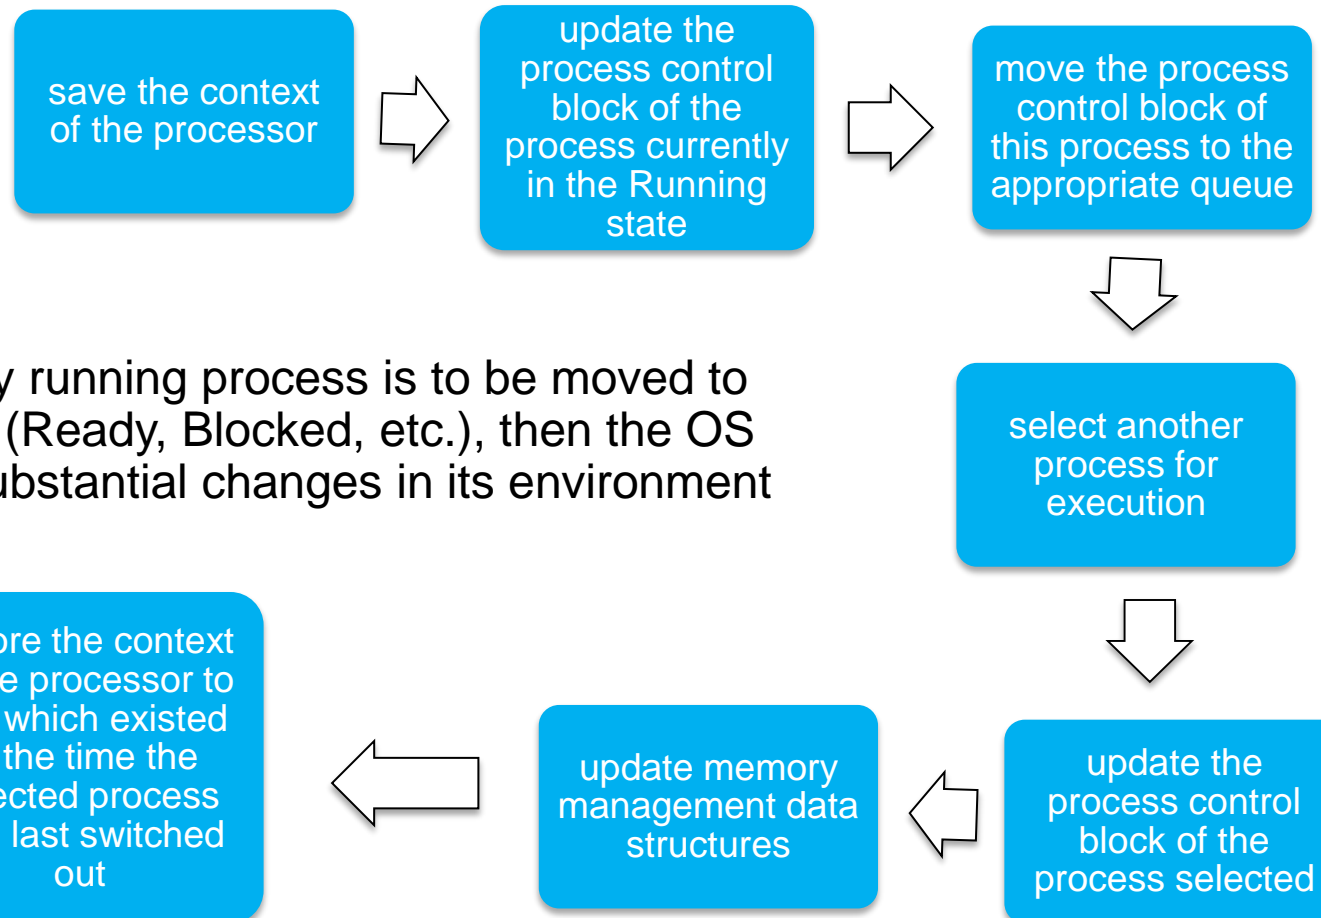 save the context
of the processor
update the
process control
block of the
process currently
in the Running
state
move the process
control block of
this process to the
appropriate queue
running process is to be moved to
(Ready, Blocked, etc.), then the OS
changes in its environment
select another
process for
execution
update the
process control
block of the
process selected
update memory
management data
structures
the context
processor to
which existed
the time the
process
last switched
out